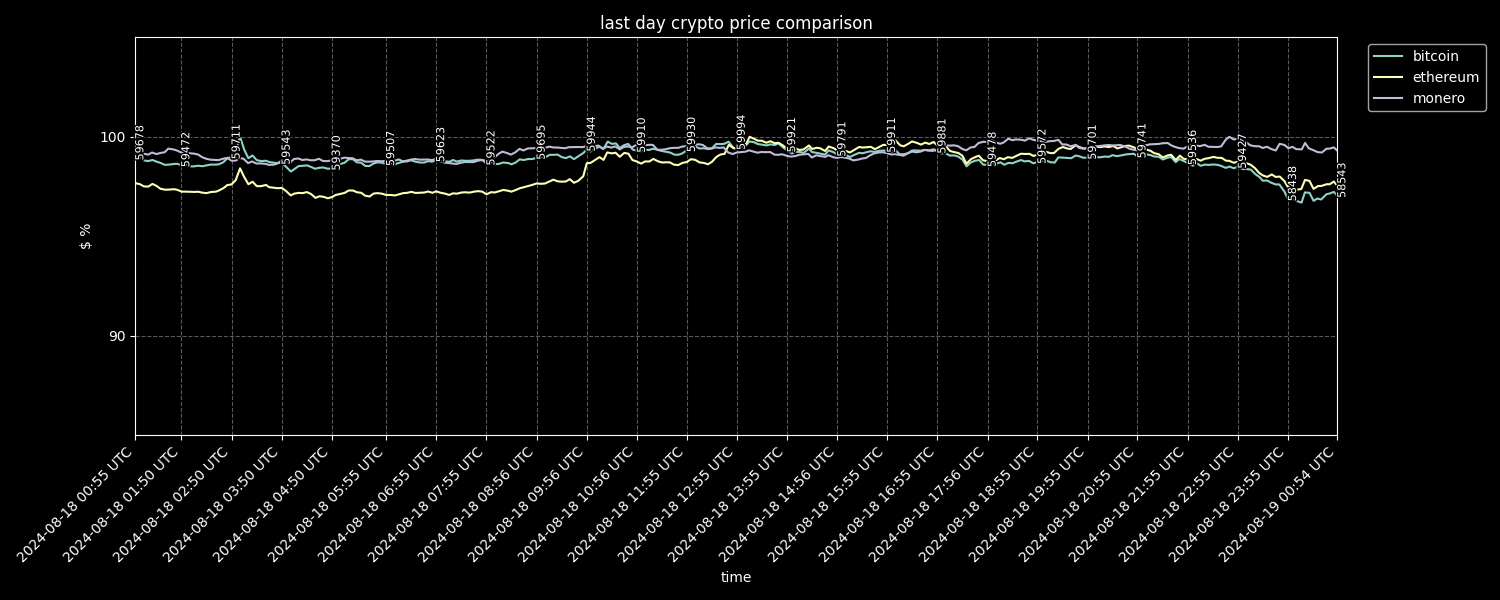 last day crypto price comparison
bitcoin
ethereum
monero
100
90
$ %
59678
59472
59711
59543
59370
59507
59623
59522
59695
59944
59910
59930
59994
59921
59791
59911
59881
59478
59572
59701
59741
59536
59427
58438
58543
2024-08-18 00:55 UTC
2024-08-18 01:50 UTC
2024-08-18 02:50 UTC
2024-08-18 03:50 UTC
2024-08-18 04:50 UTC
2024-08-18 05:55 UTC
2024-08-18 06:55 UTC
2024-08-18 07:55 UTC
2024-08-18 08:56 UTC
2024-08-18 09:56 UTC
2024-08-18 10:56 UTC
2024-08-18 11:55 UTC
2024-08-18 12:55 UTC
2024-08-18 13:55 UTC
2024-08-18 14:56 UTC
2024-08-18 15:55 UTC
2024-08-18 16:55 UTC
2024-08-18 17:56 UTC
2024-08-18 18:55 UTC
2024-08-18 19:55 UTC
2024-08-18 20:55 UTC
2024-08-18 21:55 UTC
2024-08-18 22:55 UTC
2024-08-18 23:55 UTC
2024-08-19 00:54 UTC
time